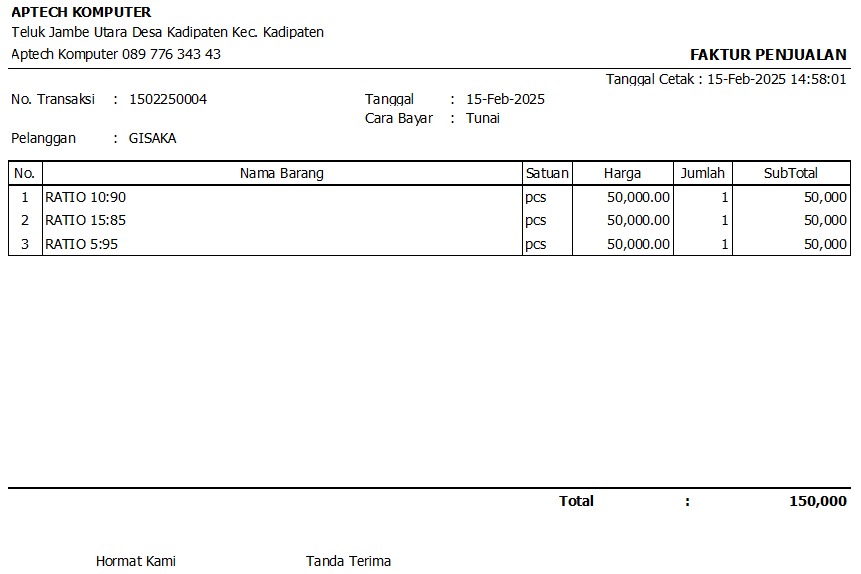 APTECH KOMPUTER
Teluk Jambe Utara Desa Kadipaten Kec. Kadipaten
Aptech Komputer 089 776 343 43
FAKTUR PENJUALAN
Tanggal Cetak : 15-Feb-2025 14:58:01
No. Transaksi : 1502250004 Tanggal : 15-Feb-2025
Cara Bayar : Tunai
Pelanggan : GISAKA
No. Nama Barang Satuan Harga Jumlah SubTotal
1 RATIO 10:90 pcs 50,000.00 1 50,000
2 RATIO 15:85 pcs 50,000.00 1 50,000
3 RATIO 5:95 pcs 50,000.00 1 50,000
Total : 150,000
Hormat Kami Tanda Terima